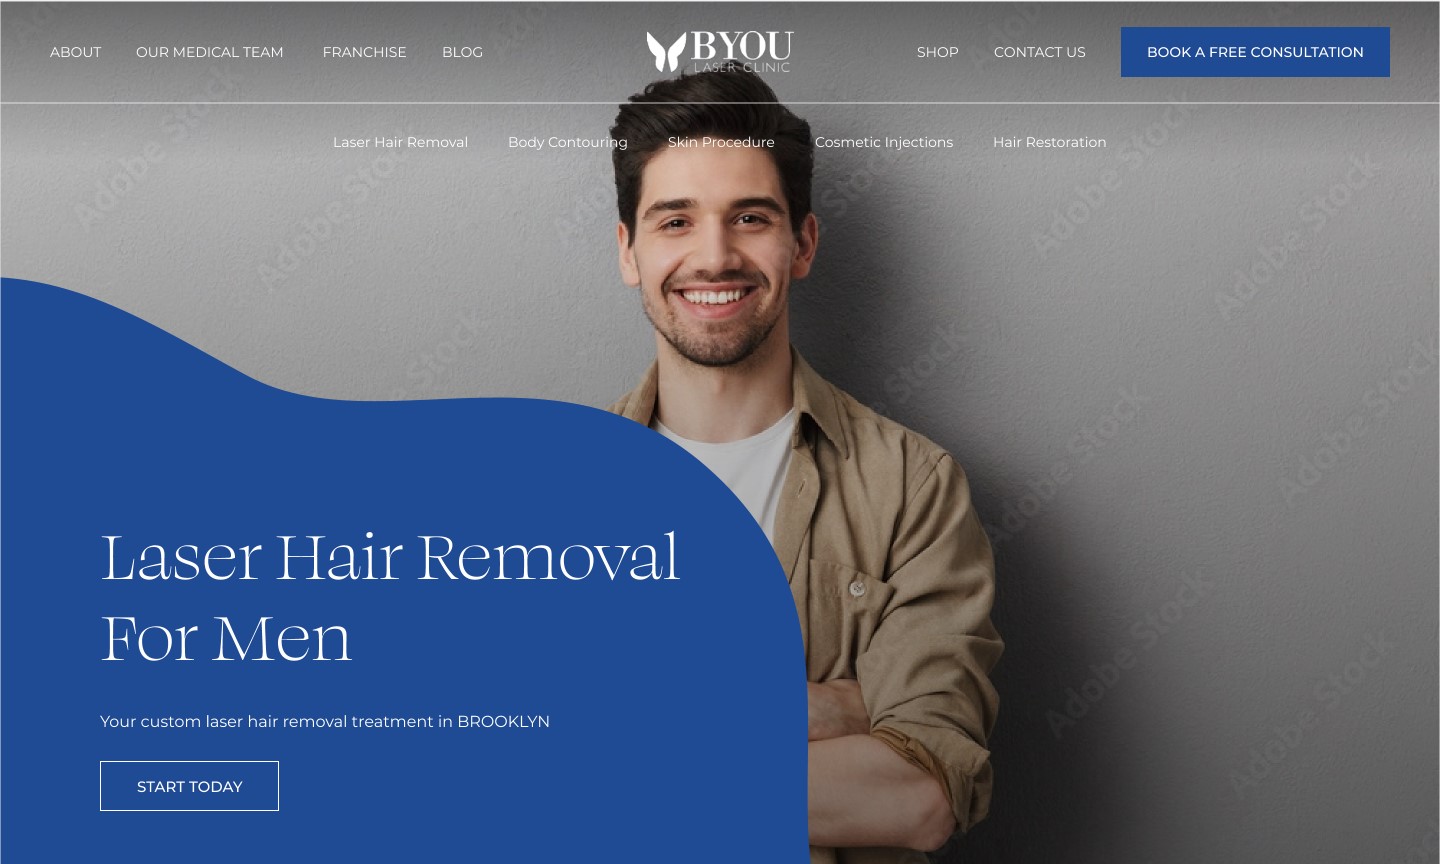 ABOUT
OUR MEDICAL TEAM
FRANCHISE
BLOG
BYOU
LASER CLINIC
SHOP
CONTACT US
BOOK A FREE CONSULTATION
Laser Hair Removal
Body Contouring
Skin Procedure
Cosmetic Injections
Hair Restoration
Laser Hair Removal
For Men
Your custom laser hair removal treatment in BROOKLYN
START TODAY
Adobe Stock